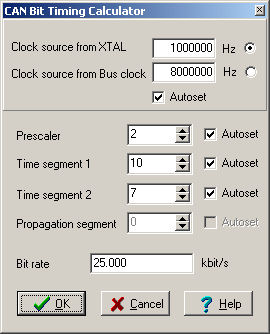 CAN Bit Timing Calculator
Clock source from XTAL 1000000 Hz
Clock source from Bus clock 8000000 Hz
Autoset
Prescaler 2 Autoset
Time segment 1 10 Autoset
Time segment 2 7 Autoset
Propagation segment 0 Autoset
Bit rate 25.000 kbit/s
OK Cancel ? Help